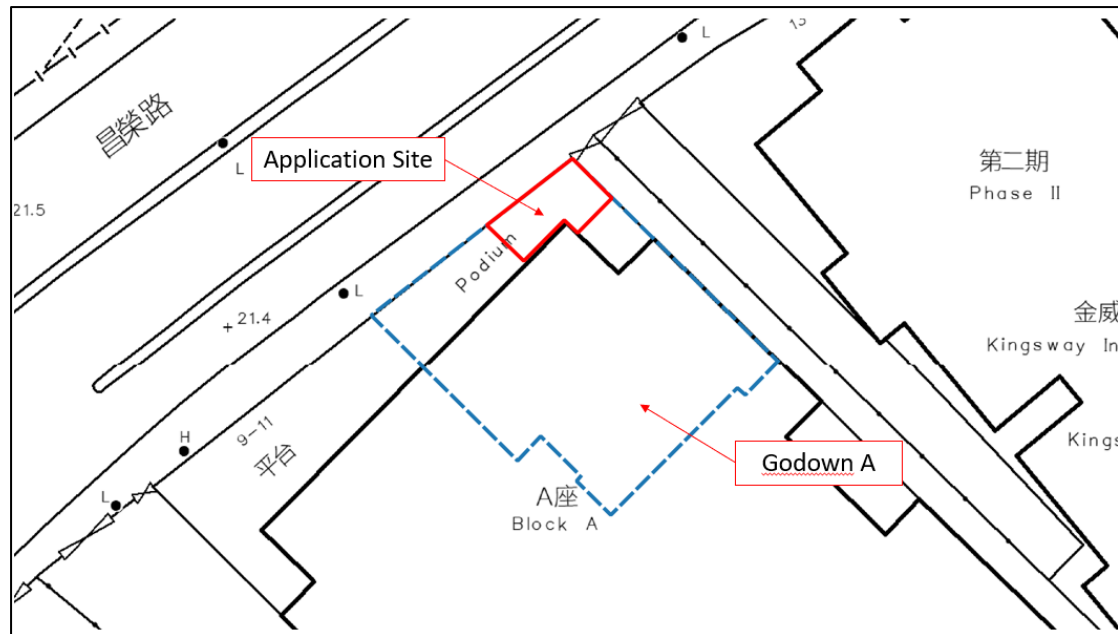 13
L
昌榮路
L
Application Site
第二期
Phase II
21.5
Podium
L
+21.4
金威
Kingsway In
H
9-11
平台
Kings
Godown A
L
A座
Block A